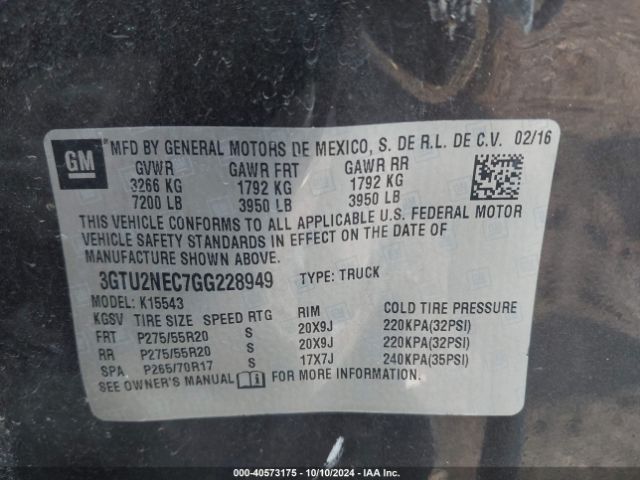 GM
MFD BY GENERAL MOTORS DE MEXICO, S. DE R.L. DE C.V. 02/16
GVWR GAWR FRT GAWR RR
3266 KG 1792 KG 1792 KG
7200 LB 3950 LB 3950 LB
THIS VEHICLE CONFORMS TO ALL APPLICABLE U.S. FEDERAL MOTOR
VEHICLE SAFETY STANDARDS IN EFFECT ON THE DATE OF
MANUFACTURE SHOWN ABOVE.
3GTU2NEC7GG228949 TYPE: TRUCK
MODEL: K15543
KGSV TIRE SIZE SPEED RTG RIM COLD TIRE PRESSURE
FRT P275/55R20 S 20X9J 220KPA(32PSI)
RR P275/55R20 S 20X9J 220KPA(32PSI)
SPA P265/70R17 S 17X7J 240KPA(35PSI)
SEE OWNER'S MANUAL FOR MORE INFORMATION.
000-40573175 - 10/10/2024 - IAA Inc.